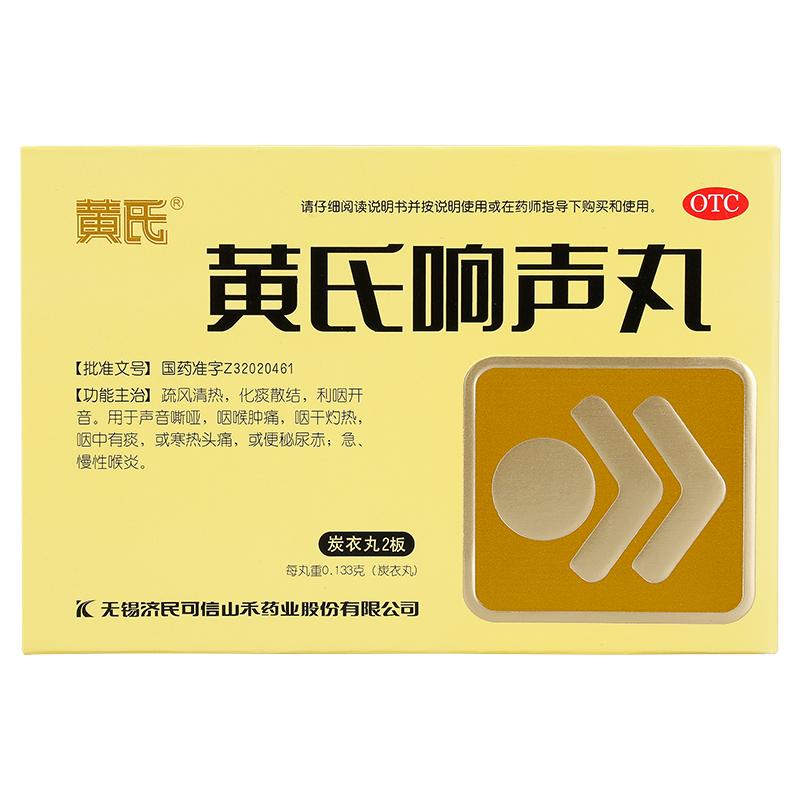 黄氏®
请仔细阅读说明书并按说明使用或在药师指导下购买和使用。
OTC
黄氏响声丸
【批准文号】国药准字Z32020461
【功能主治】疏风清热，化痰散结，利咽开
音。用于声音嘶哑，咽喉肿痛，咽干灼热，
咽中有痰，或寒热头痛，或便秘尿赤；急、
慢性喉炎。
炭衣丸2板
每丸重0.133克（炭衣丸）
无锡济民可信山禾药业股份有限公司